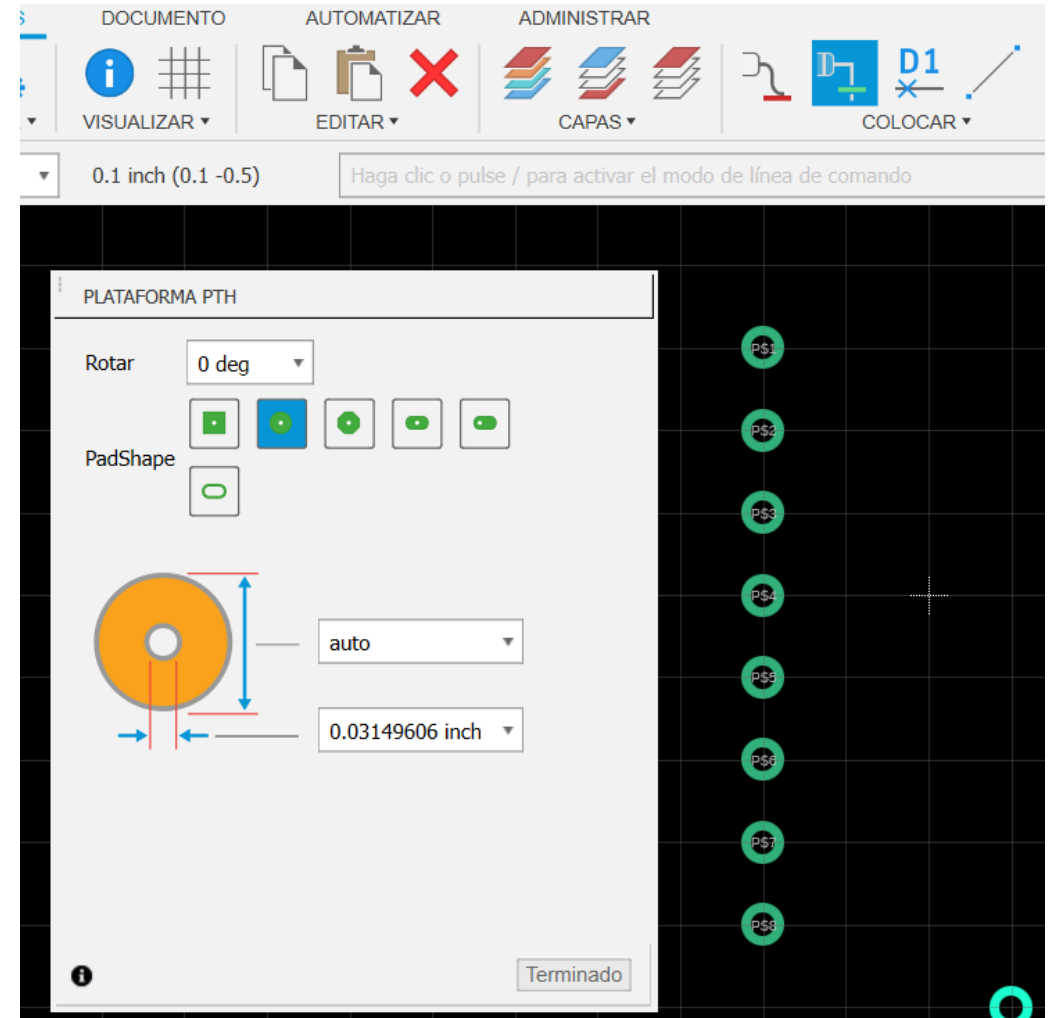 S
DOCUMENTO
AUTOMATIZAR
ADMINISTRAR
D1
VISUALIZAR
EDITAR
CAPAS
COLOCAR
0.1 inch (0.1 -0.5)
Haga clic o pulse / para activar el modo de línea de comando
PLATAFORMA PTH
Rotar
0 deg
PadShape
auto
0.03149606 inch
Terminado
P$1
P$2
P$3
P$4
P$5
P$6
P$7
P$8